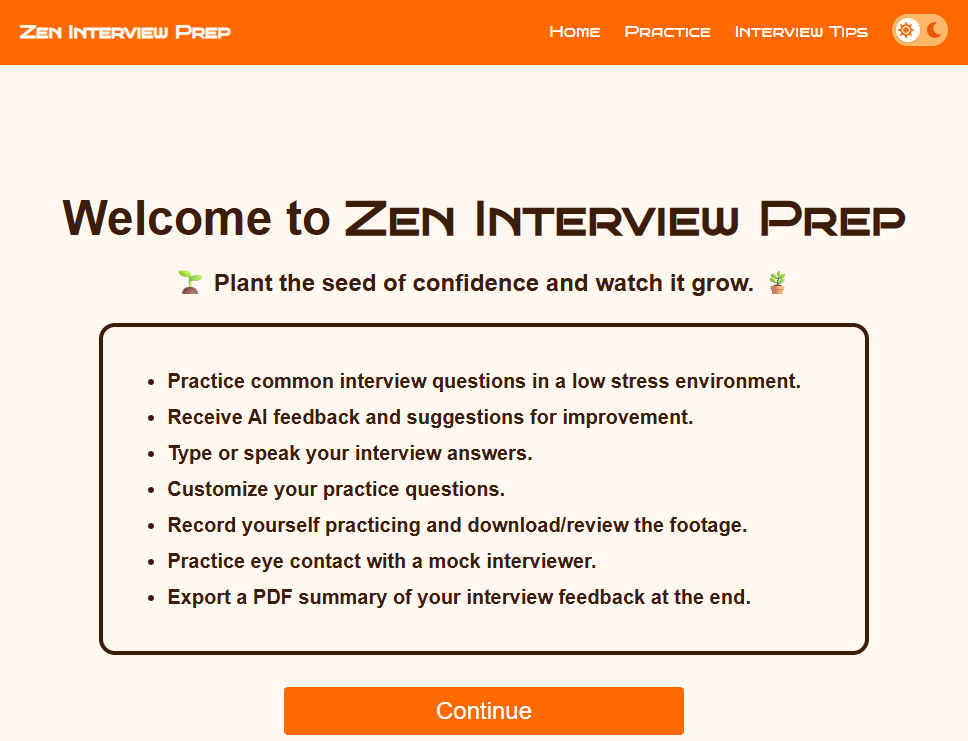 Zen Interview Prep
Home Practice Interview Tips
Welcome to Zen Interview Prep
Plant the seed of confidence and watch it grow.
• Practice common interview questions in a low stress environment.
• Receive AI feedback and suggestions for improvement.
• Type or speak your interview answers.
• Customize your practice questions.
• Record yourself practicing and download/review the footage.
• Practice eye contact with a mock interviewer.
• Export a PDF summary of your interview feedback at the end.
Continue